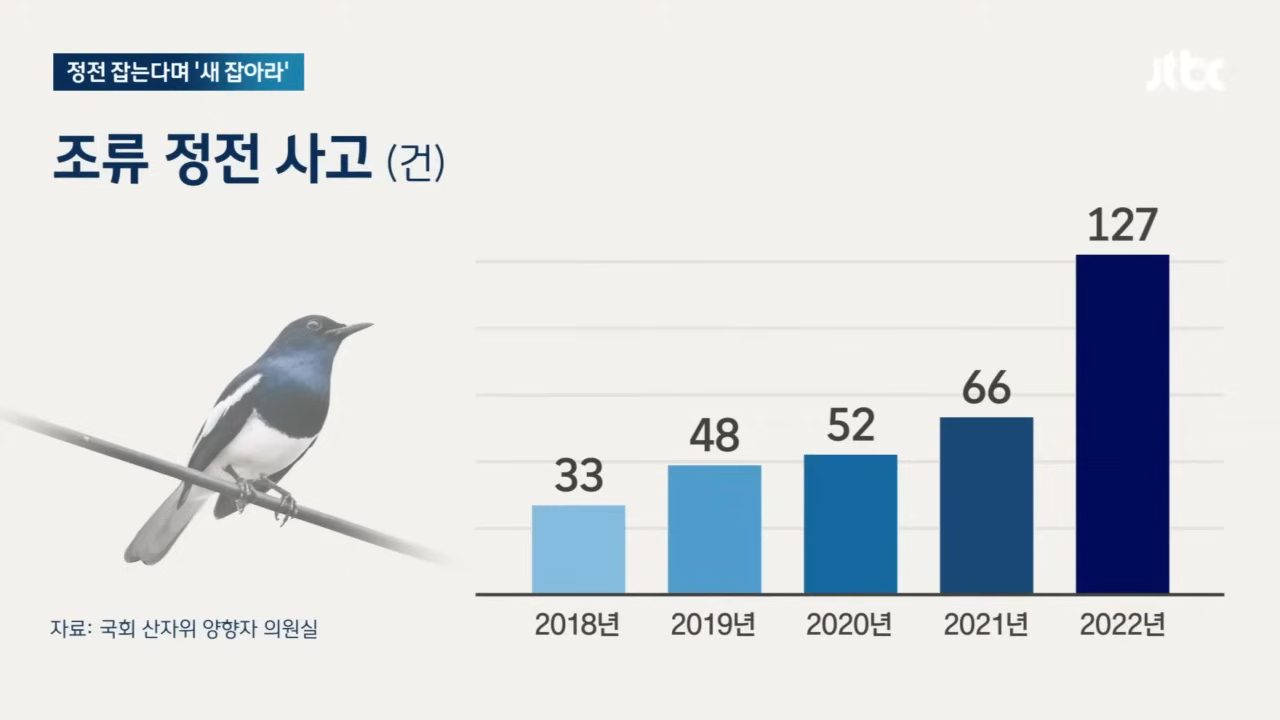 정전 잡는다며 '새 잡아라'
jtbc
조류 정전 사고 (건)
127
66
52
48
33
2018년 2019년 2020년 2021년 2022년
자료: 국회 산자위 양향자 의원실